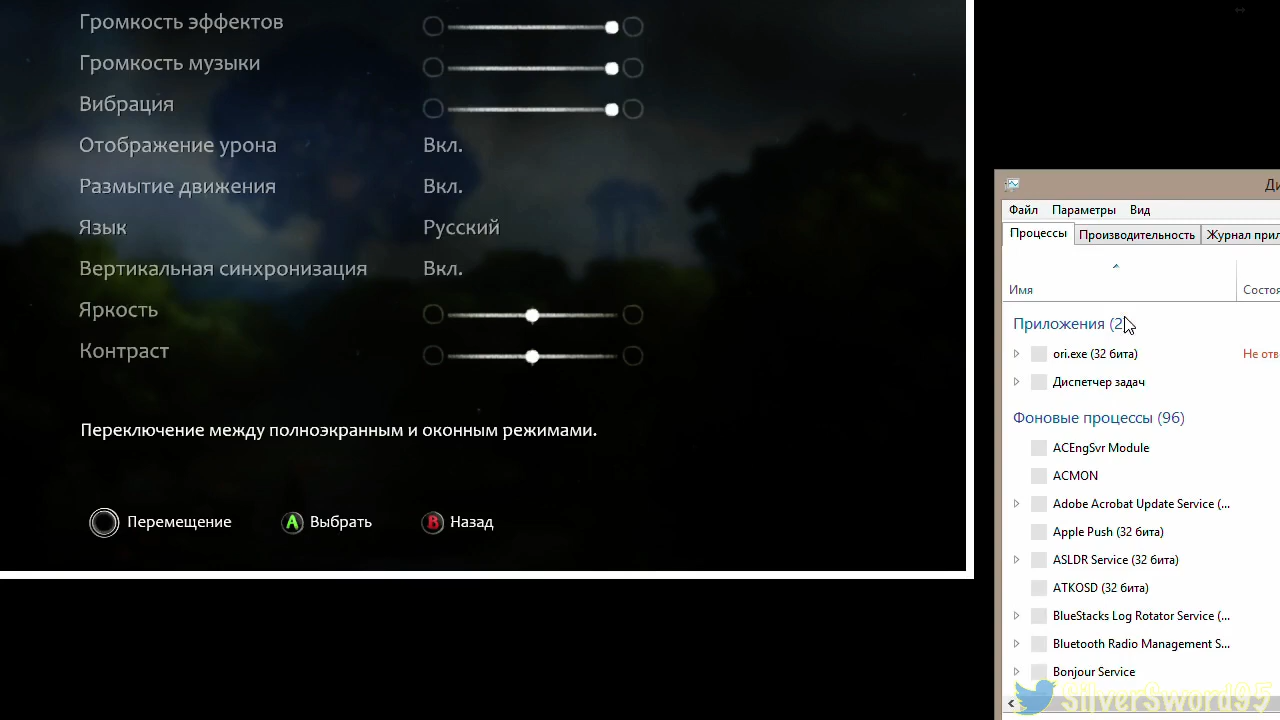 Громкость эффектов
Громкость музыки
Вибрация
Отображение урона Вкл.
Размытие движения Вкл.
Язык Русский
Вертикальная синхронизация Вкл.
Яркость
Контраст
Переключение между полноэкранным и оконным режимами.
Перемещение A Выбрать B Назад
Файл Параметры Вид
Процессы Производительность Журнал прил
Имя Состоя
Приложения (2
ori.exe (32 бита) Не отв
Диспетчер задач
Фоновые процессы (96)
ACEngSvr Module
ACMON
Adobe Acrobat Update Service (...
Apple Push (32 бита)
ASLDR Service (32 бита)
ATKOSD (32 бита)
BlueStacks Log Rotator Service (...
Bluetooth Radio Management S...
Bonjour Service
SilverSword95